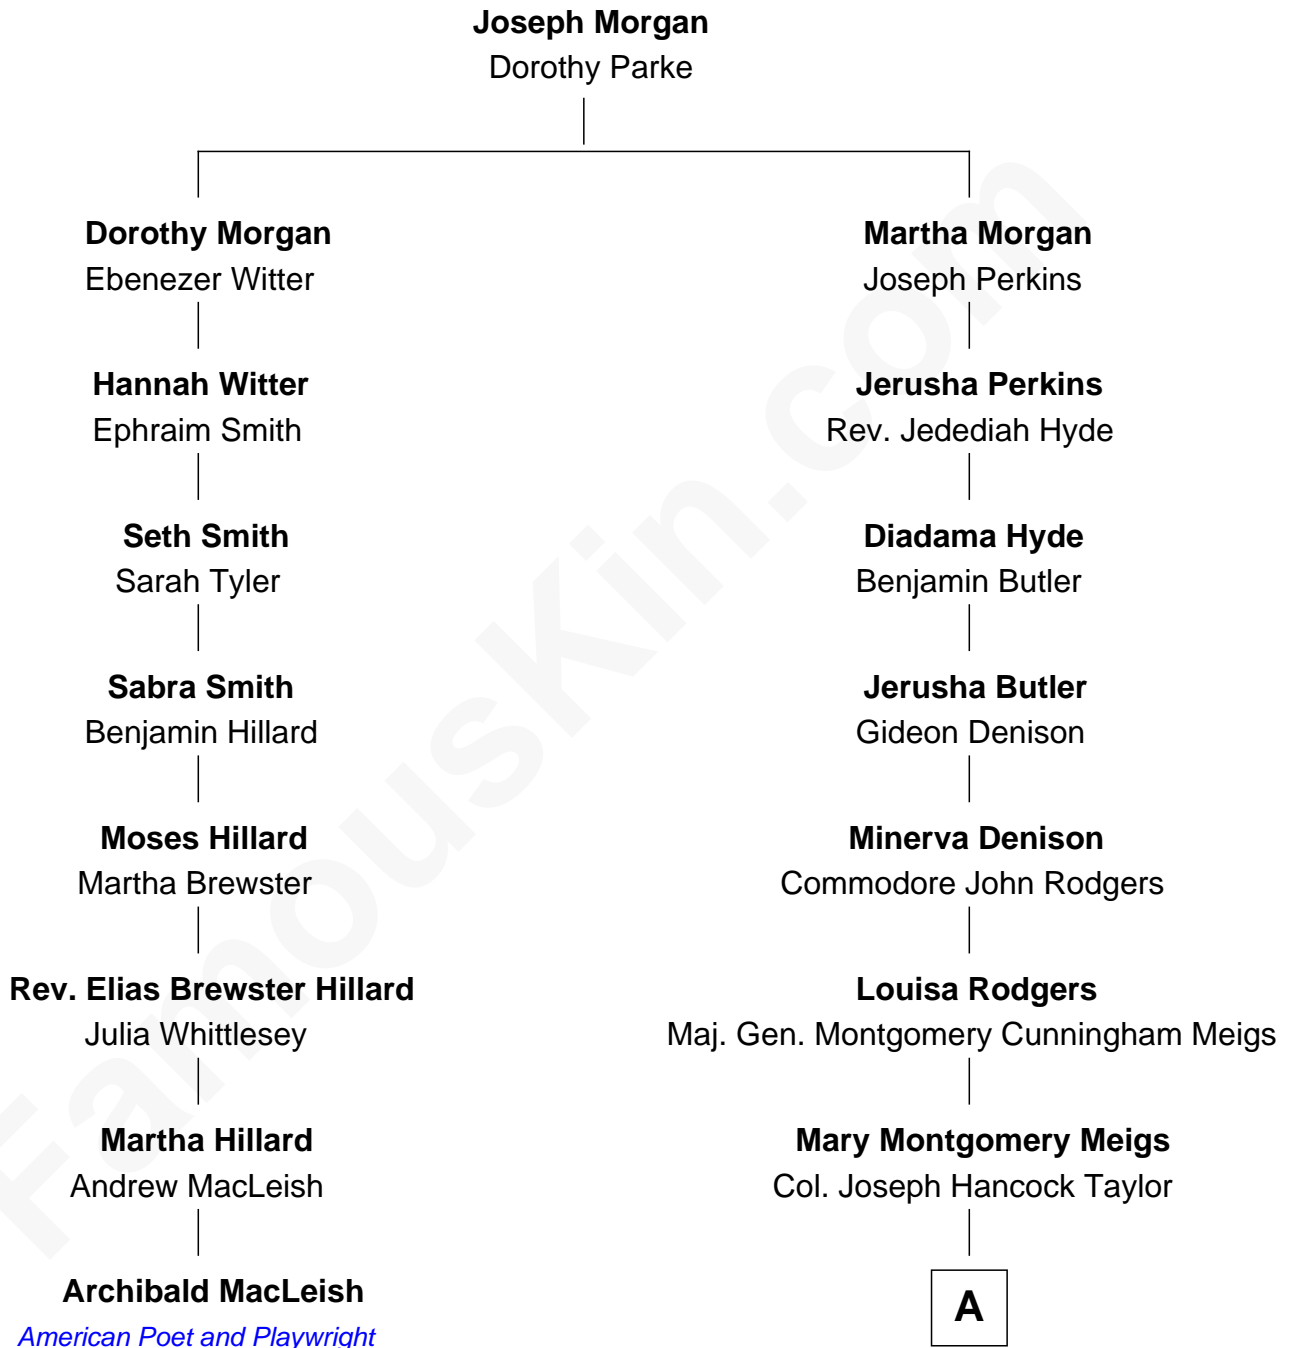 Joseph Morgan
Dorothy Parke
Dorothy Morgan
Ebenezer Witter
Hannah Witter
Ephraim Smith
Seth Smith
Sarah Tyler
Sabra Smith
Benjamin Hillard
Moses Hillard
Martha Brewster
Rev. Elias Brewster Hillard
Julia Whittlesey
Martha Hillard
Andrew MacLeish
Archibald MacLeish
American Poet and Playwright
Martha Morgan
Joseph Perkins
Jerusha Perkins
Rev. Jedediah Hyde
Diadama Hyde
Benjamin Butler
Jerusha Butler
Gideon Denison
Minerva Denison
Commodore John Rodgers
Louisa Rodgers
Maj. Gen. Montgomery Cunningham Meigs
Mary Montgomery Meigs
Col. Joseph Hancock Taylor
A
FamousKin.com